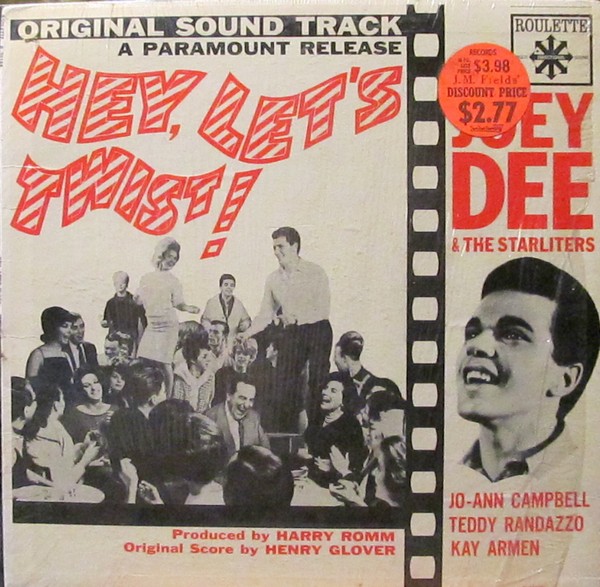 ORIGINAL SOUND TRACK
A PARAMOUNT RELEASE
HEY, LET'S
TWIST!
ROULETTE
RECORDS
$3.98
J. M. Fields'
DISCOUNT PRICE
$2.77
JOEY
DEE
& THE STARLITERS
JO-ANN CAMPBELL
TEDDY RANDAZZO
KAY ARMEN
Produced by HARRY ROMM
Original Score by HENRY GLOVER